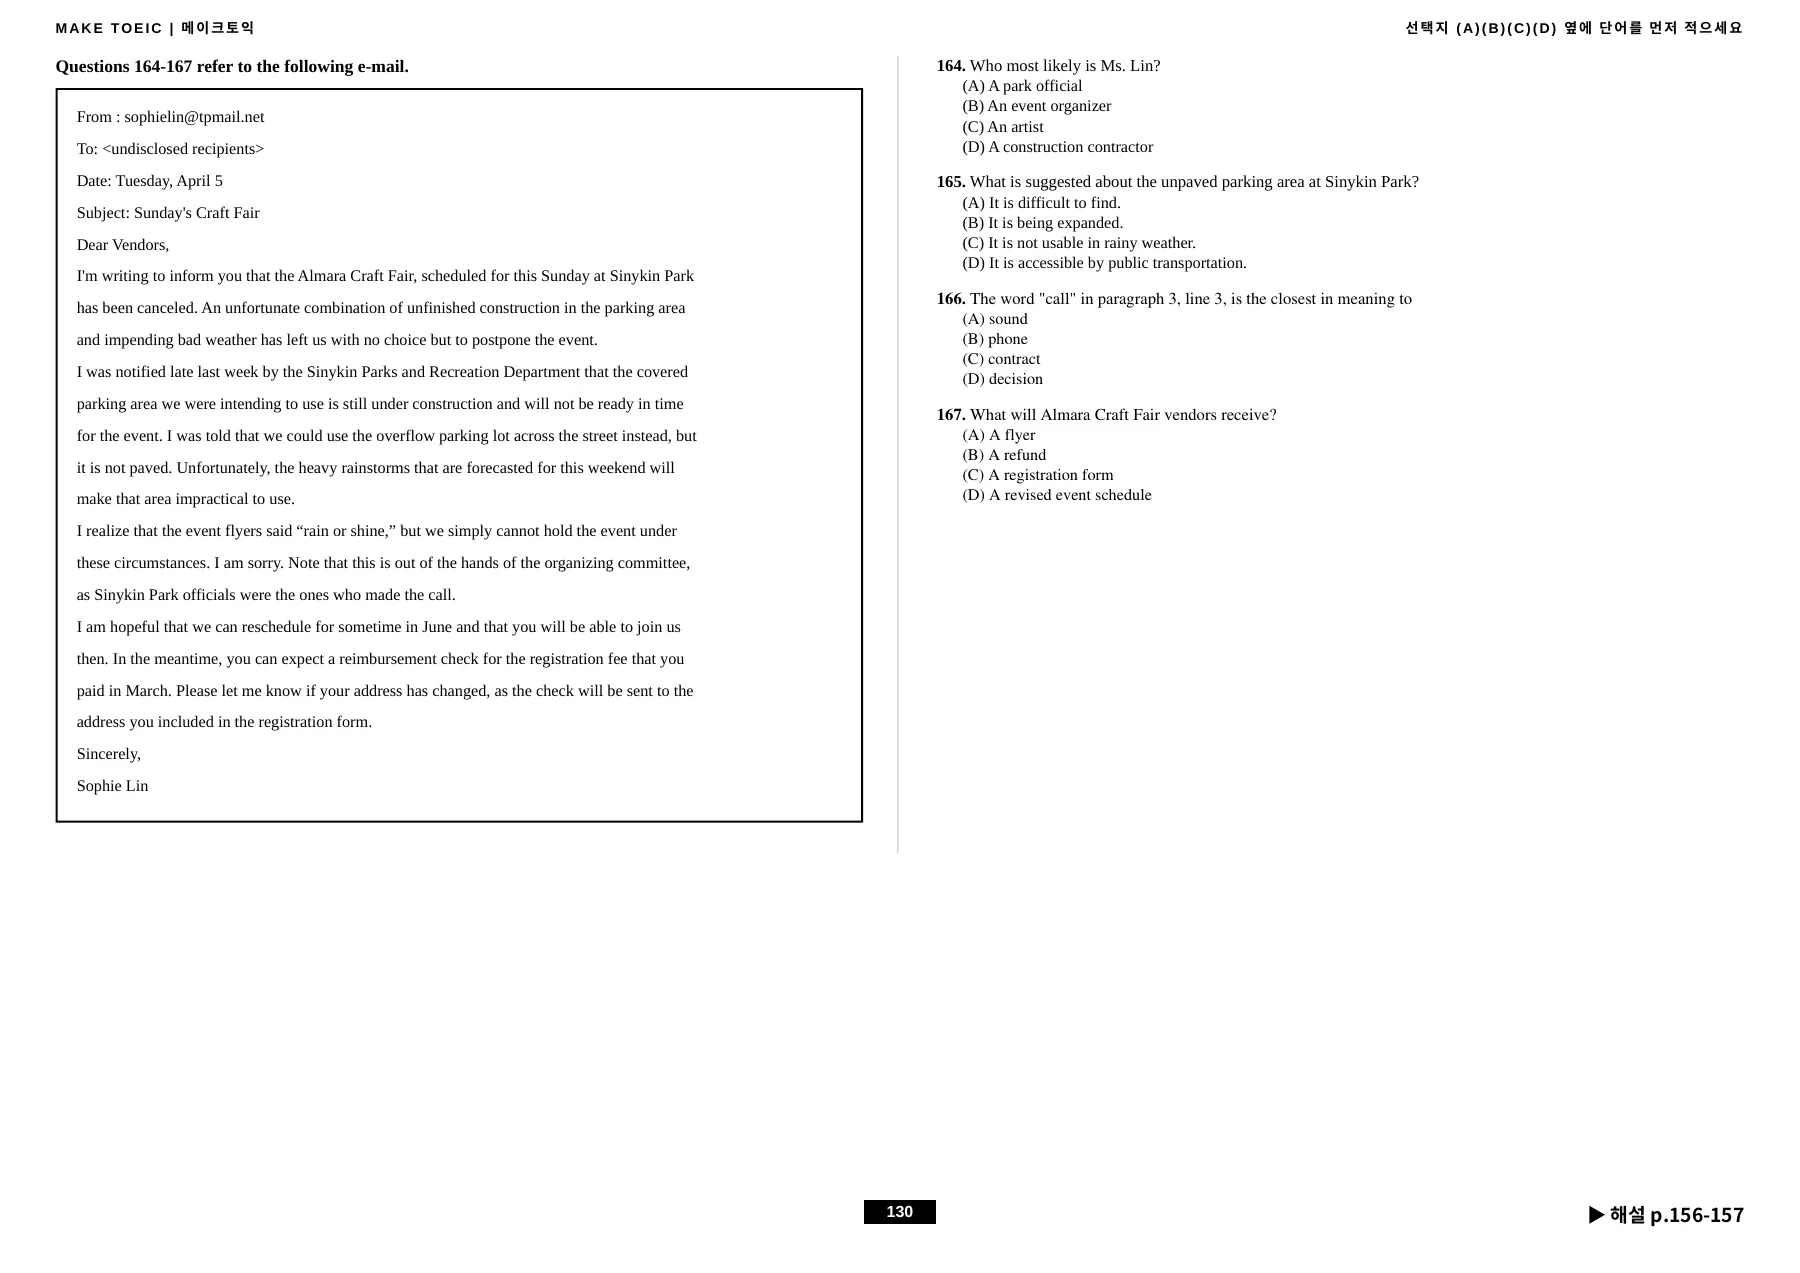 MAKE TOEIC | 메이크토익
선택지 (A)(B)(C)(D) 옆에 단어를 먼저 적으세요
Questions 164-167 refer to the following e-mail.
From : sophielin@tpmail.net
To: <undisclosed recipients>
Date: Tuesday, April 5
Subject: Sunday's Craft Fair
Dear Vendors,
I'm writing to inform you that the Almara Craft Fair, scheduled for this Sunday at Sinykin Park
has been canceled. An unfortunate combination of unfinished construction in the parking area
and impending bad weather has left us with no choice but to postpone the event.
I was notified late last week by the Sinykin Parks and Recreation Department that the covered
parking area we were intending to use is still under construction and will not be ready in time
for the event. I was told that we could use the overflow parking lot across the street instead, but
it is not paved. Unfortunately, the heavy rainstorms that are forecasted for this weekend will
make that area impractical to use.
I realize that the event flyers said “rain or shine,” but we simply cannot hold the event under
these circumstances. I am sorry. Note that this is out of the hands of the organizing committee,
as Sinykin Park officials were the ones who made the call.
I am hopeful that we can reschedule for sometime in June and that you will be able to join us
then. In the meantime, you can expect a reimbursement check for the registration fee that you
paid in March. Please let me know if your address has changed, as the check will be sent to the
address you included in the registration form.
Sincerely,
Sophie Lin
164. Who most likely is Ms. Lin?
(A) A park official
(B) An event organizer
(C) An artist
(D) A construction contractor
165. What is suggested about the unpaved parking area at Sinykin Park?
(A) It is difficult to find.
(B) It is being expanded.
(C) It is not usable in rainy weather.
(D) It is accessible by public transportation.
166. The word "call" in paragraph 3, line 3, is the closest in meaning to
(A) sound
(B) phone
(C) contract
(D) decision
167. What will Almara Craft Fair vendors receive?
(A) A flyer
(B) A refund
(C) A registration form
(D) A revised event schedule
130
▶ 해설 p.156-157